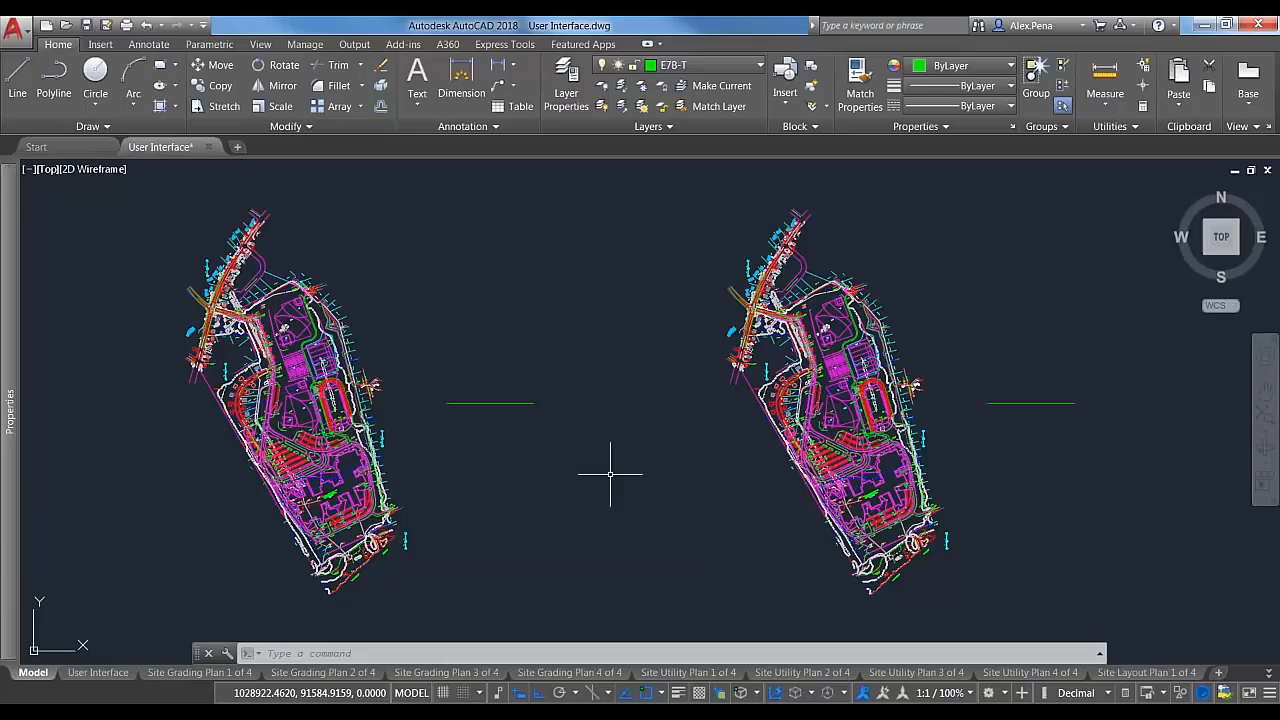 Autodesk AutoCAD 2018 User Interface.dwg
Type a keyword or phrase
Alex.Pena
Home Insert Annotate Parametric View Manage Output Add-ins A360 Express Tools Featured Apps
Line Polyline Circle Arc
Move Rotate Trim
Copy Mirror Fillet
Stretch Scale Array
Text Dimension Table
Layer Properties
E7B-T
Make Current
Match Layer
Insert
Match Properties
ByLayer
ByLayer
ByLayer
Group Measure Paste Base
Draw Modify Annotation Layers Block Properties Groups Utilities Clipboard View
Start User Interface*
[−][Top][2D Wireframe]
N
W TOP E
S
WCS
Properties
Y
X
Type a command
Model User Interface Site Grading Plan 1 of 4 Site Grading Plan 2 of 4 Site Grading Plan 3 of 4 Site Grading Plan 4 of 4 Site Utility Plan 1 of 4 Site Utility Plan 2 of 4 Site Utility Plan 3 of 4 Site Utility Plan 4 of 4 Site Layout Plan 1 of 4
1028922.4620, 91584.9159, 0.0000 MODEL 1:1 / 100% Decimal